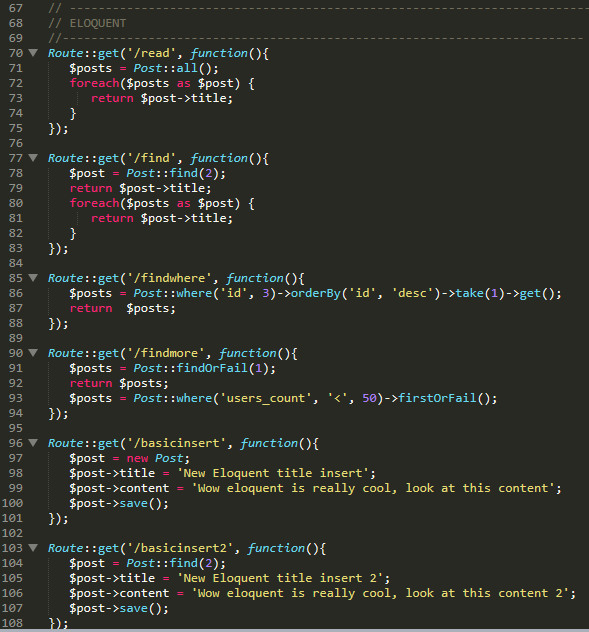 67 // -----------------------------------------------------------------------
68 // ELOQUENT
69 //-----------------------------------------------------------------------
70 Route::get('/read', function(){
71 $posts = Post::all();
72 foreach($posts as $post) {
73 return $post->title;
74 }
75 });
76
77 Route::get('/find', function(){
78 $post = Post::find(2);
79 return $post->title;
80 foreach($posts as $post) {
81 return $post->title;
82 }
83 });
84
85 Route::get('/findwhere', function(){
86 $posts = Post::where('id', 3)->orderBy('id', 'desc')->take(1)->get();
87 return  $posts;
88 });
89
90 Route::get('/findmore', function(){
91 $posts = Post::findOrFail(1);
92 return $posts;
93 $posts = Post::where('users_count', '<', 50)->firstOrFail();
94 });
95
96 Route::get('/basicinsert', function(){
97 $post = new Post;
98 $post->title = 'New Eloquent title insert';
99 $post->content = 'Wow eloquent is really cool, look at this content';
100 $post->save();
101 });
102
103 Route::get('/basicinsert2', function(){
104 $post = Post::find(2);
105 $post->title = 'New Eloquent title insert 2';
106 $post->content = 'Wow eloquent is really cool, look at this content 2';
107 $post->save();
108 });